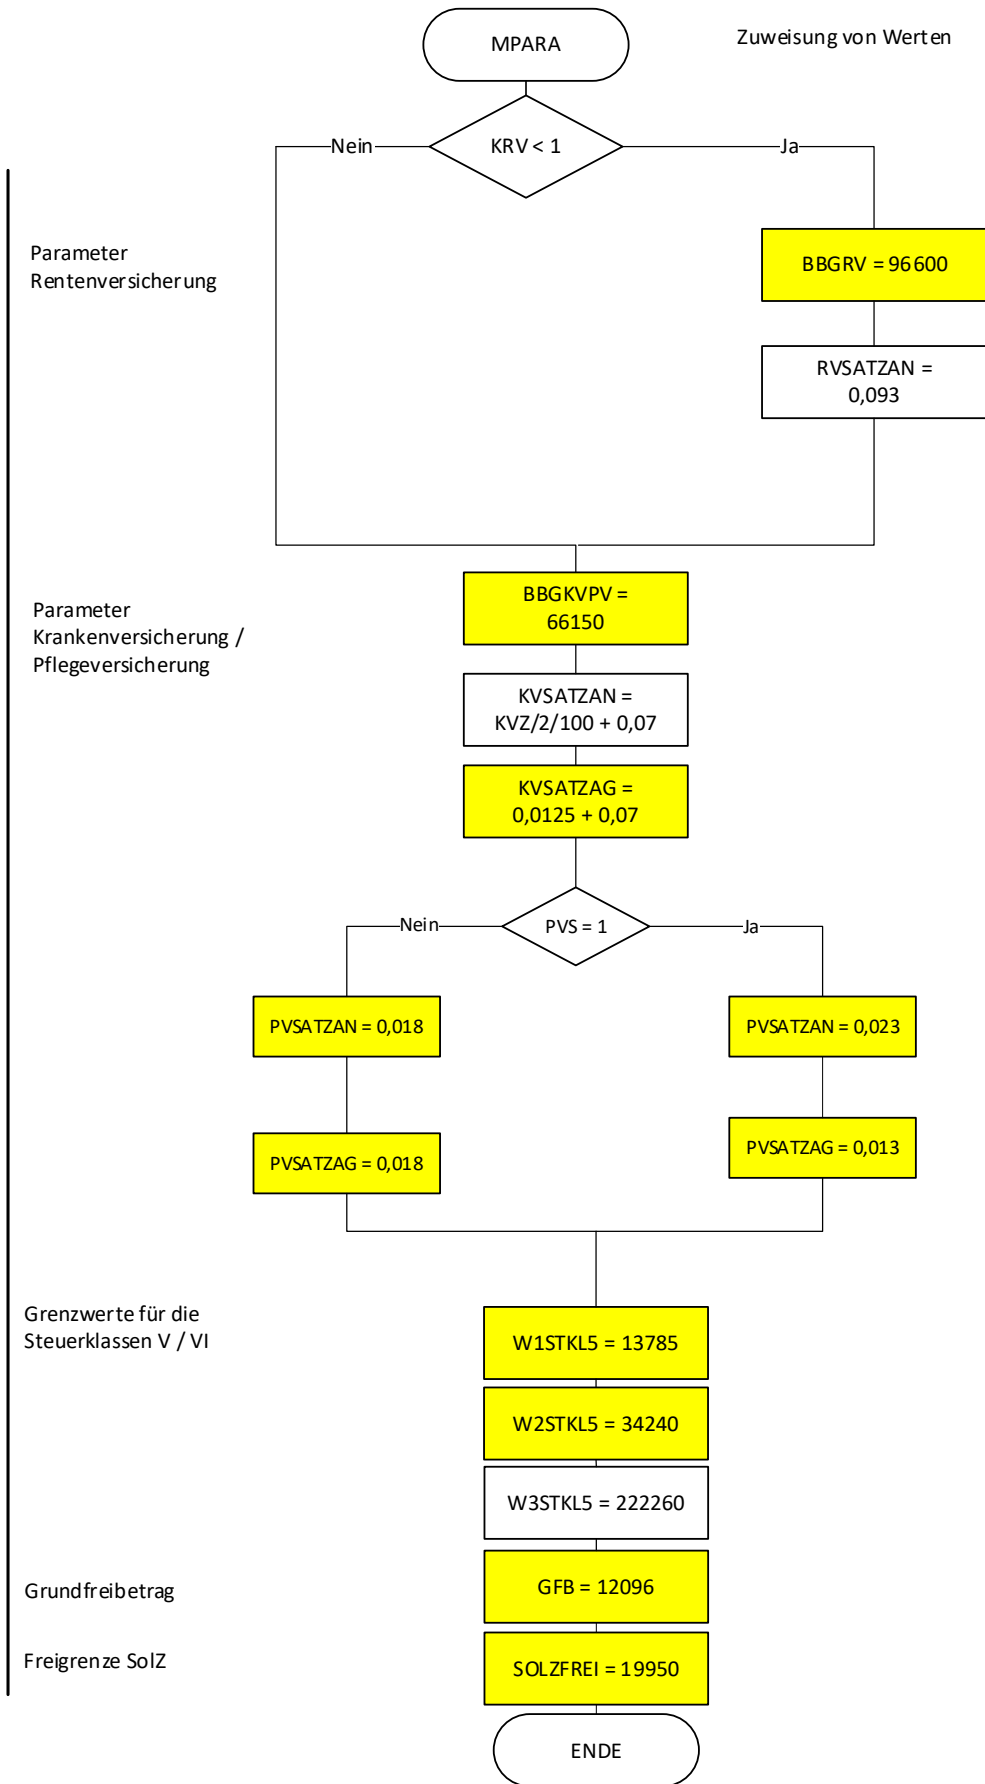 MPARA
Zuweisung von Werten
KRV < 1
Nein
Ja
Parameter
Rentenversicherung
BBGRV = 96600
RVSATZAN =
0,093
Parameter
Krankenversicherung /
Pflegeversicherung
BBGKVPV =
66150
KVSATZAN =
KVZ/2/100 + 0,07
KVSATZAG =
0,0125 + 0,07
PVS = 1
Nein
Ja
PVSATZAN = 0,018
PVSATZAN = 0,023
PVSATZAG = 0,018
PVSATZAG = 0,013
Grenzwerte für die
Steuerklassen V / VI
W1STKL5 = 13785
W2STKL5 = 34240
W3STKL5 = 222260
Grundfreibetrag
GFB = 12096
Freigrenze SolZ
SOLZFREI = 19950
ENDE